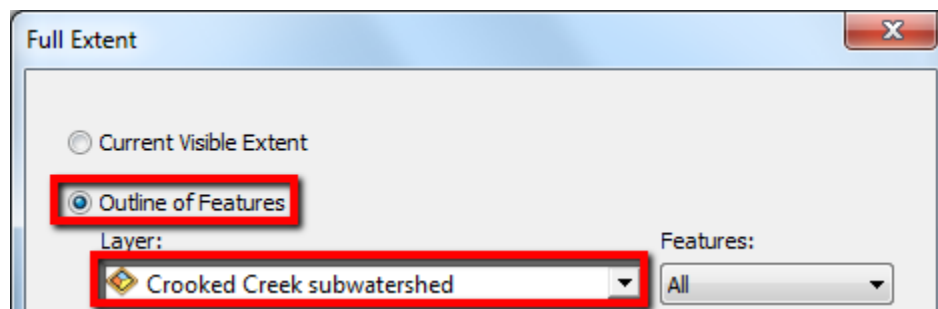 Full Extent
Current Visible Extent
Outline of Features
Layer: Features:
Crooked Creek subwatershed All